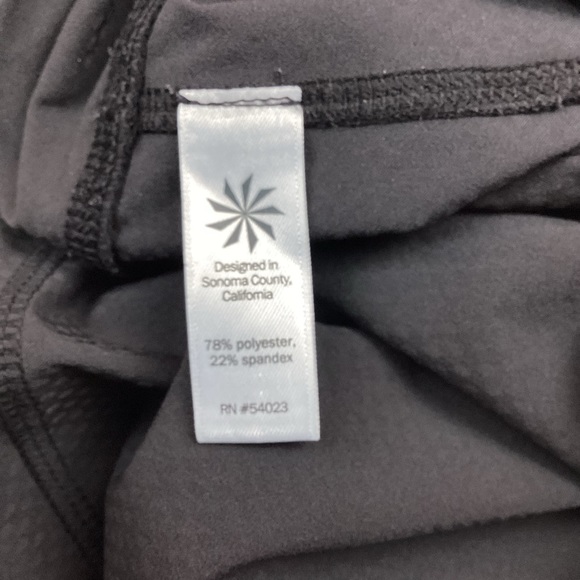 Designed in
Sonoma County,
California
78% polyester,
22% spandex
RN #54023